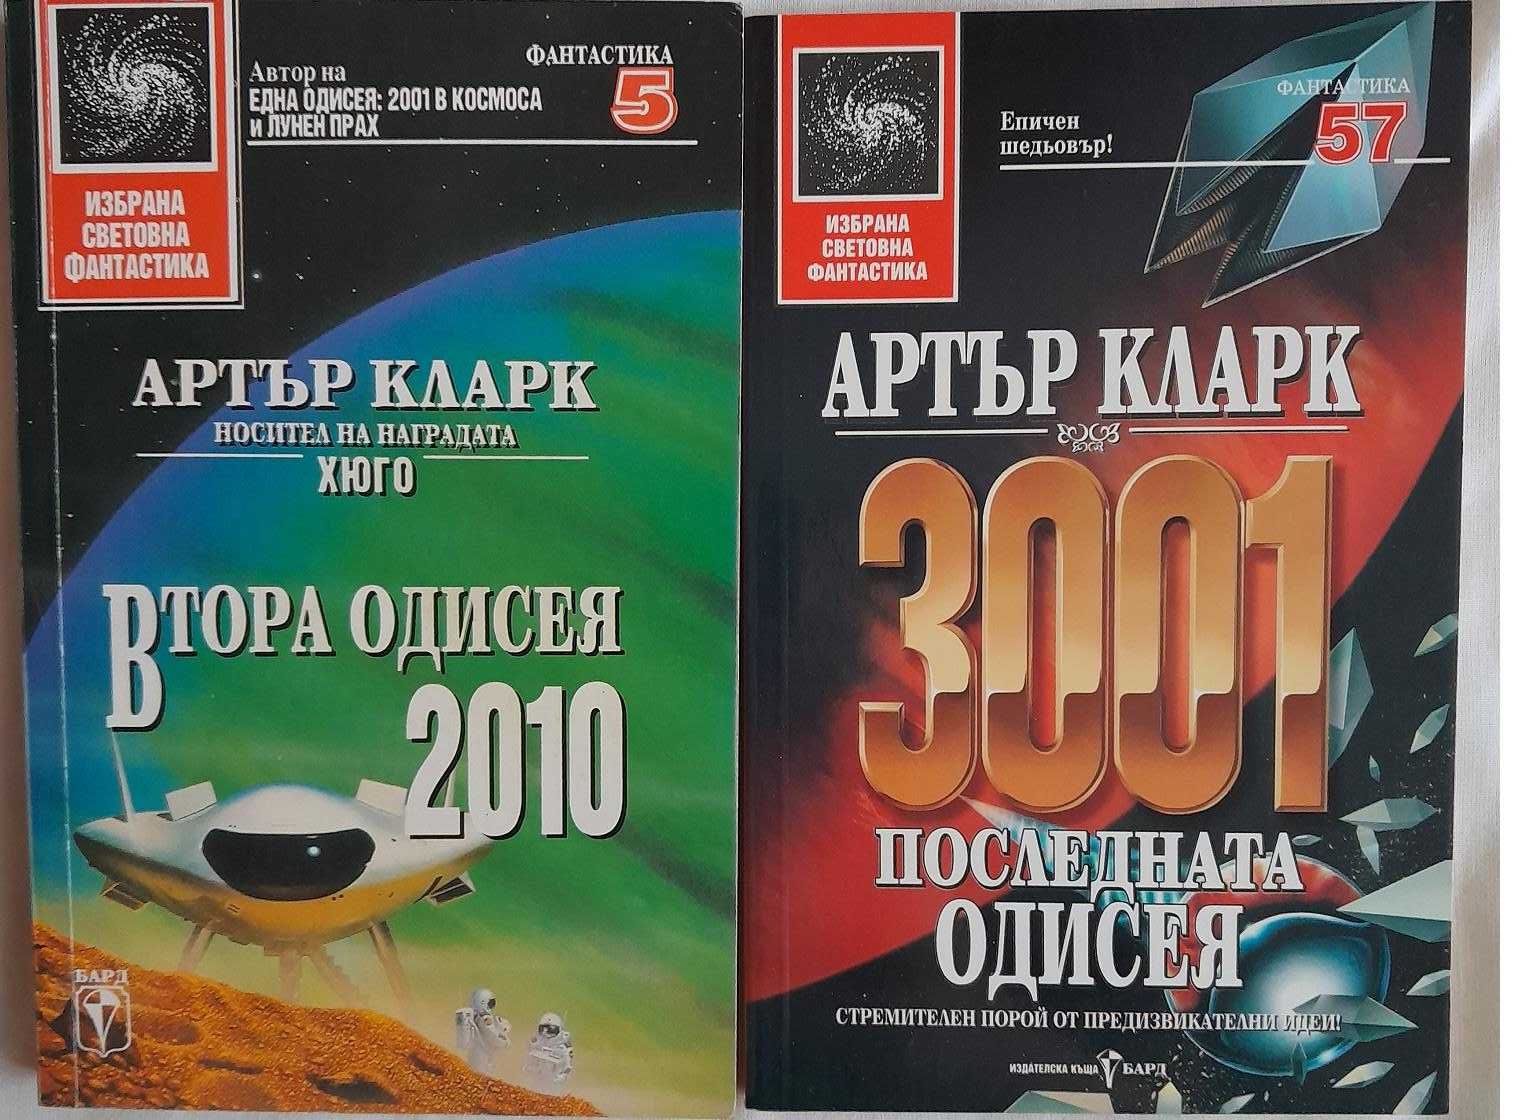 ФАНТАСТИКА
5
Автор на
ЕДНА ОДИСЕЯ: 2001 В КОСМОСА
и ЛУНЕН ПРАХ
ИЗБРАНА
СВЕТОВНА
ФАНТАСТИКА
АРТЪР КЛАРК
НОСИТЕЛ НА НАГРАДАТА
ХЮГО
ВТОРА ОДИСЕЯ
2010
БАРД
ФАНТАСТИКА
57
Епичен
шедьовър!
ИЗБРАНА
СВЕТОВНА
ФАНТАСТИКА
АРТЪР КЛАРК
3001
ПОСЛЕДНАТА
ОДИСЕЯ
СТРЕМИТЕЛЕН ПОРОЙ ОТ ПРЕДИЗВИКАТЕЛНИ ИДЕИ!
ИЗДАТЕЛСКА КЪЩА БАРД